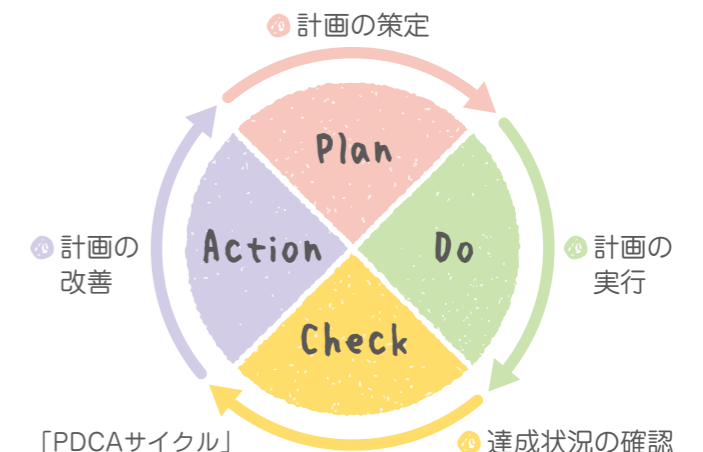 計画の策定
Plan
計画の
改善
Action
Do
計画の
実行
Check
「PDCAサイクル」
達成状況の確認